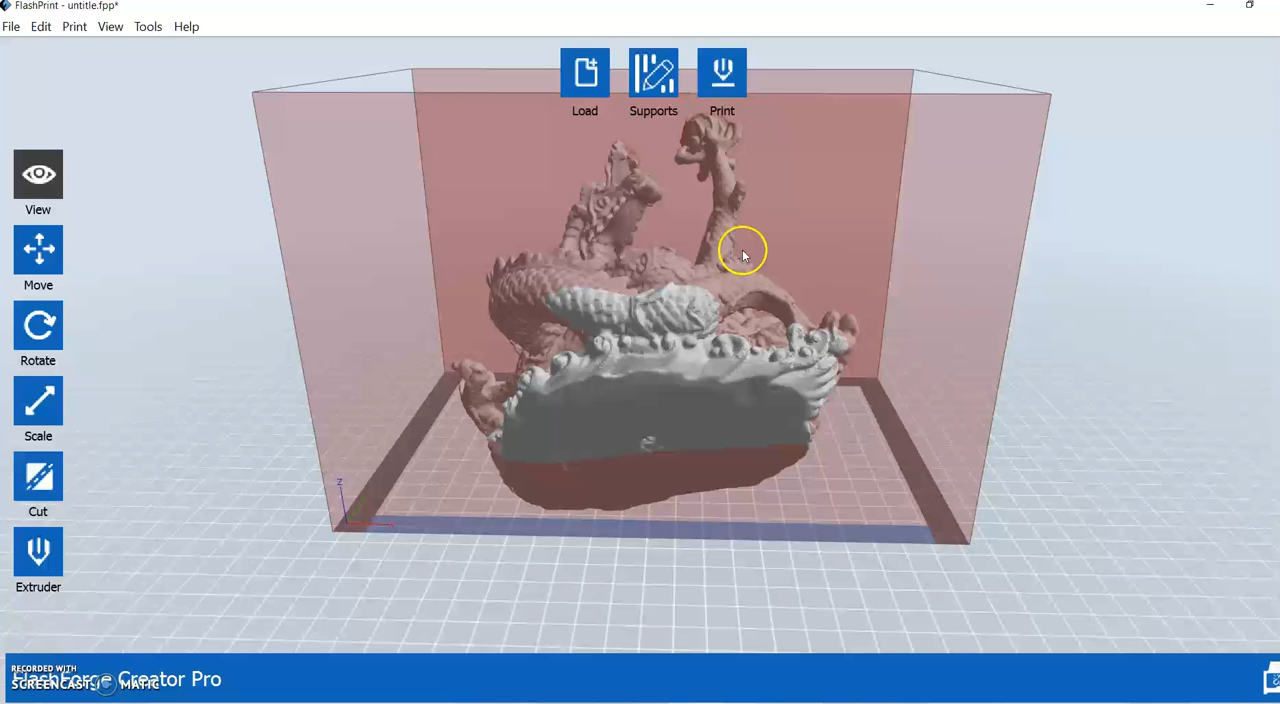 FlashPrint - untitle.fpp*
File Edit Print View Tools Help
Load Supports Print
View
Move
Rotate
Scale
Cut
Extruder
z
RECORDED WITH
SCREENCAST-O-MATIC
FlashForge Creator Pro